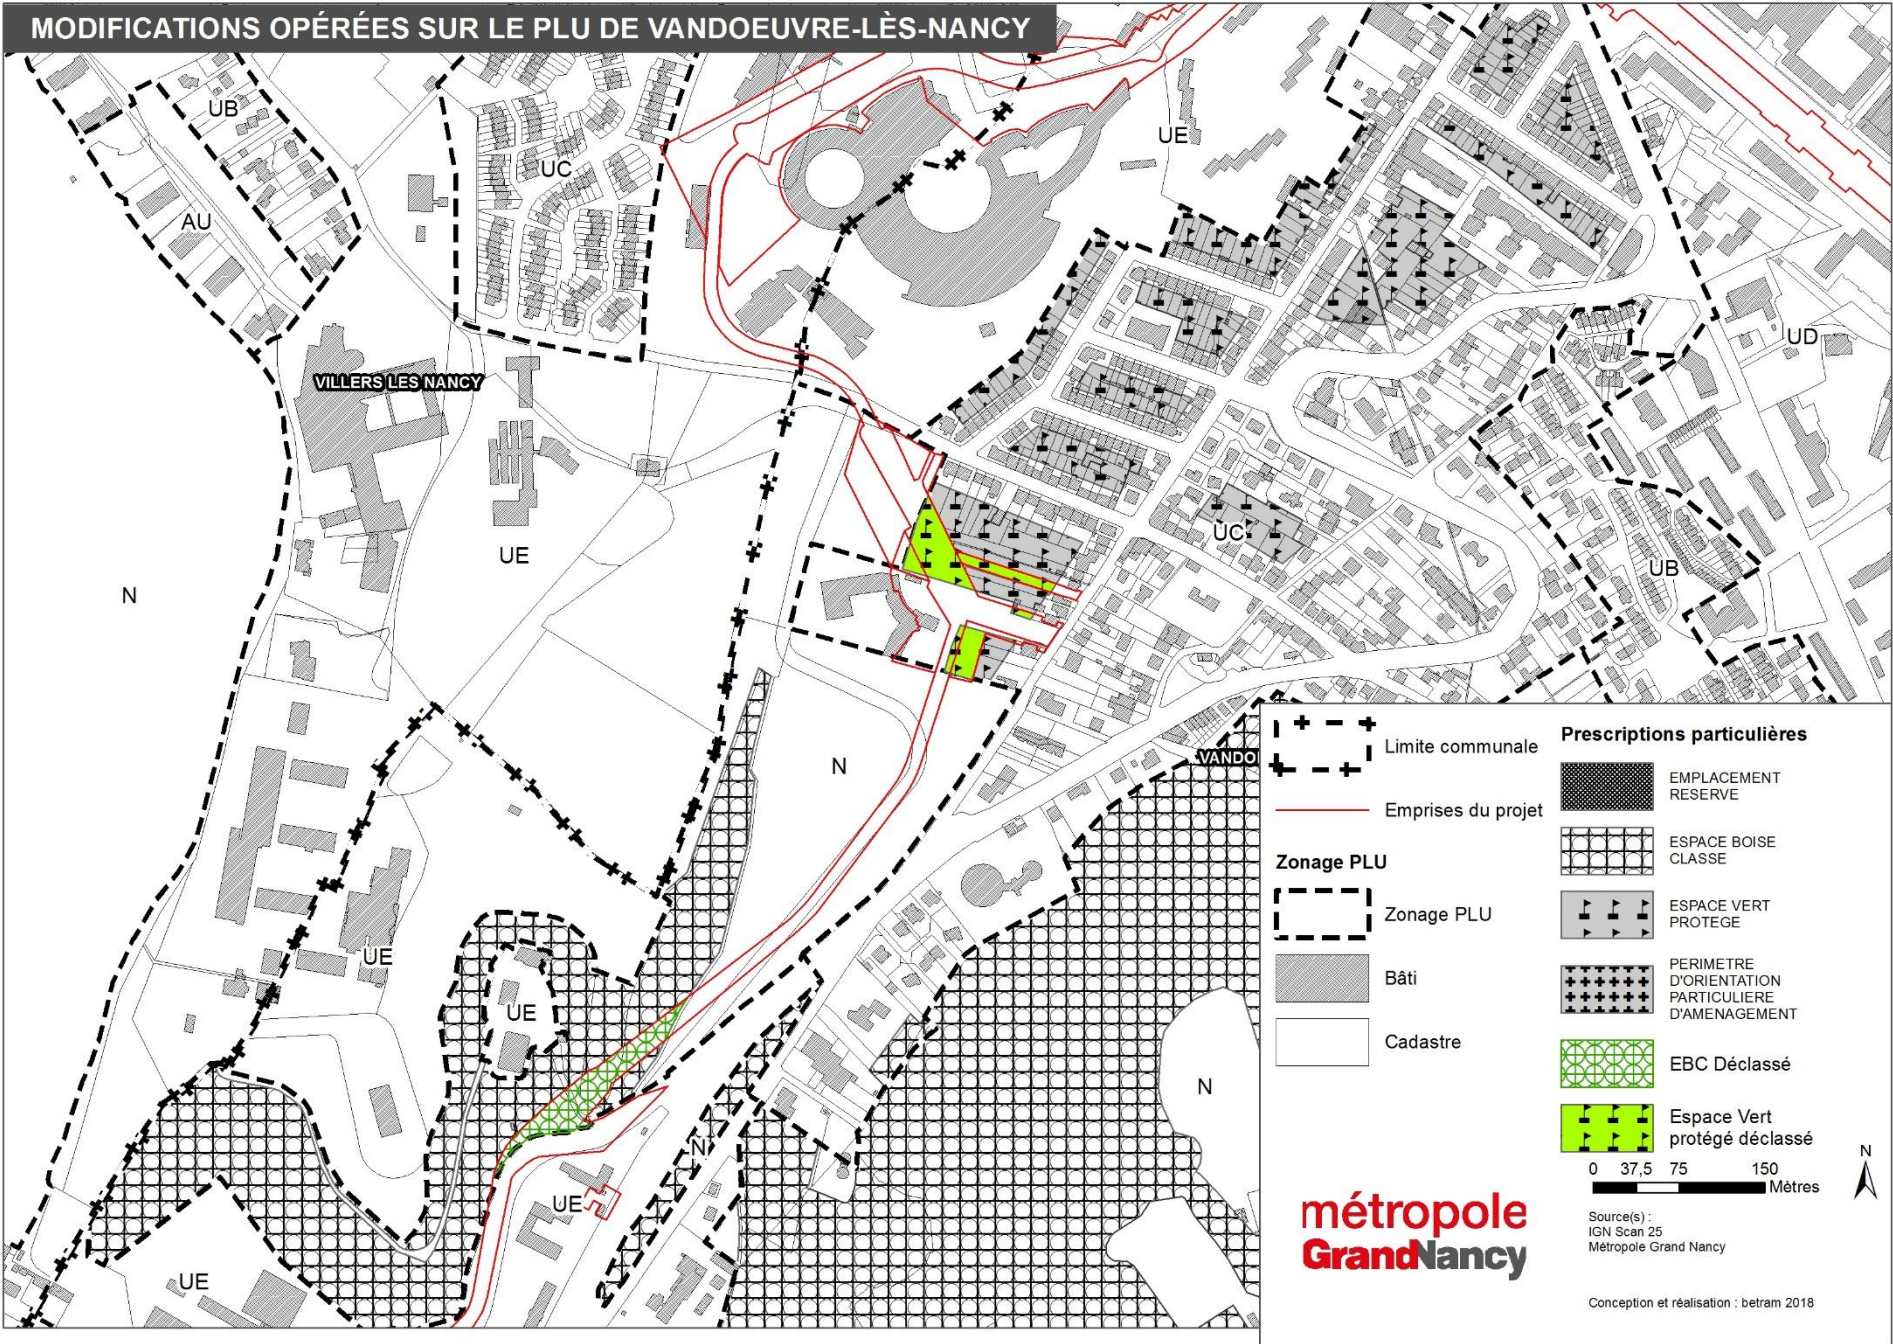 MODIFICATIONS OPÉRÉES SUR LE PLU DE VANDOEUVRE-LÈS-NANCY
UB
UC
UE
AU
UD
VILLERS LES NANCY
UE
UC
UB
N
N
VANDO
UE
UE
N
N
UE
UE
Limite communale
Emprises du projet
Zonage PLU
Zonage PLU
Bâti
Cadastre
Prescriptions particulières
EMPLACEMENT
RESERVE
ESPACE BOISE
CLASSE
ESPACE VERT
PROTEGE
PERIMETRE
D'ORIENTATION
PARTICULIERE
D'AMENAGEMENT
EBC Déclassé
Espace Vert
protégé déclassé
0 37,5 75 150
Mètres
N
métropole
GrandNancy
Source(s) :
IGN Scan 25
Métropole Grand Nancy
Conception et réalisation : betram 2018